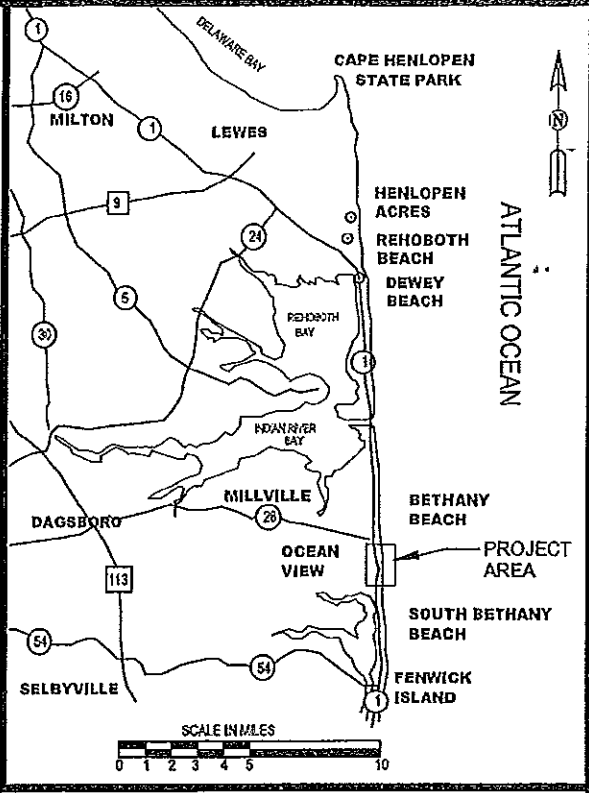 1
DELAWARE BAY
CAPE HENLOPEN
STATE PARK
16
MILTON
1
LEWES
N
9
HENLOPEN
ACRES
24
REHOBOTH
BEACH
DEWEY
BEACH
ATLANTIC OCEAN
5
REHOBOTH
BAY
30
1
INDIAN RIVER
BAY
MILLVILLE
BETHANY
BEACH
DAGSBORO
26
OCEAN
VIEW
PROJECT
AREA
113
SOUTH BETHANY
BEACH
54
54
SELBYVILLE
FENWICK
ISLAND
1
SCALE IN MILES
0 1 2 3 4 5 10